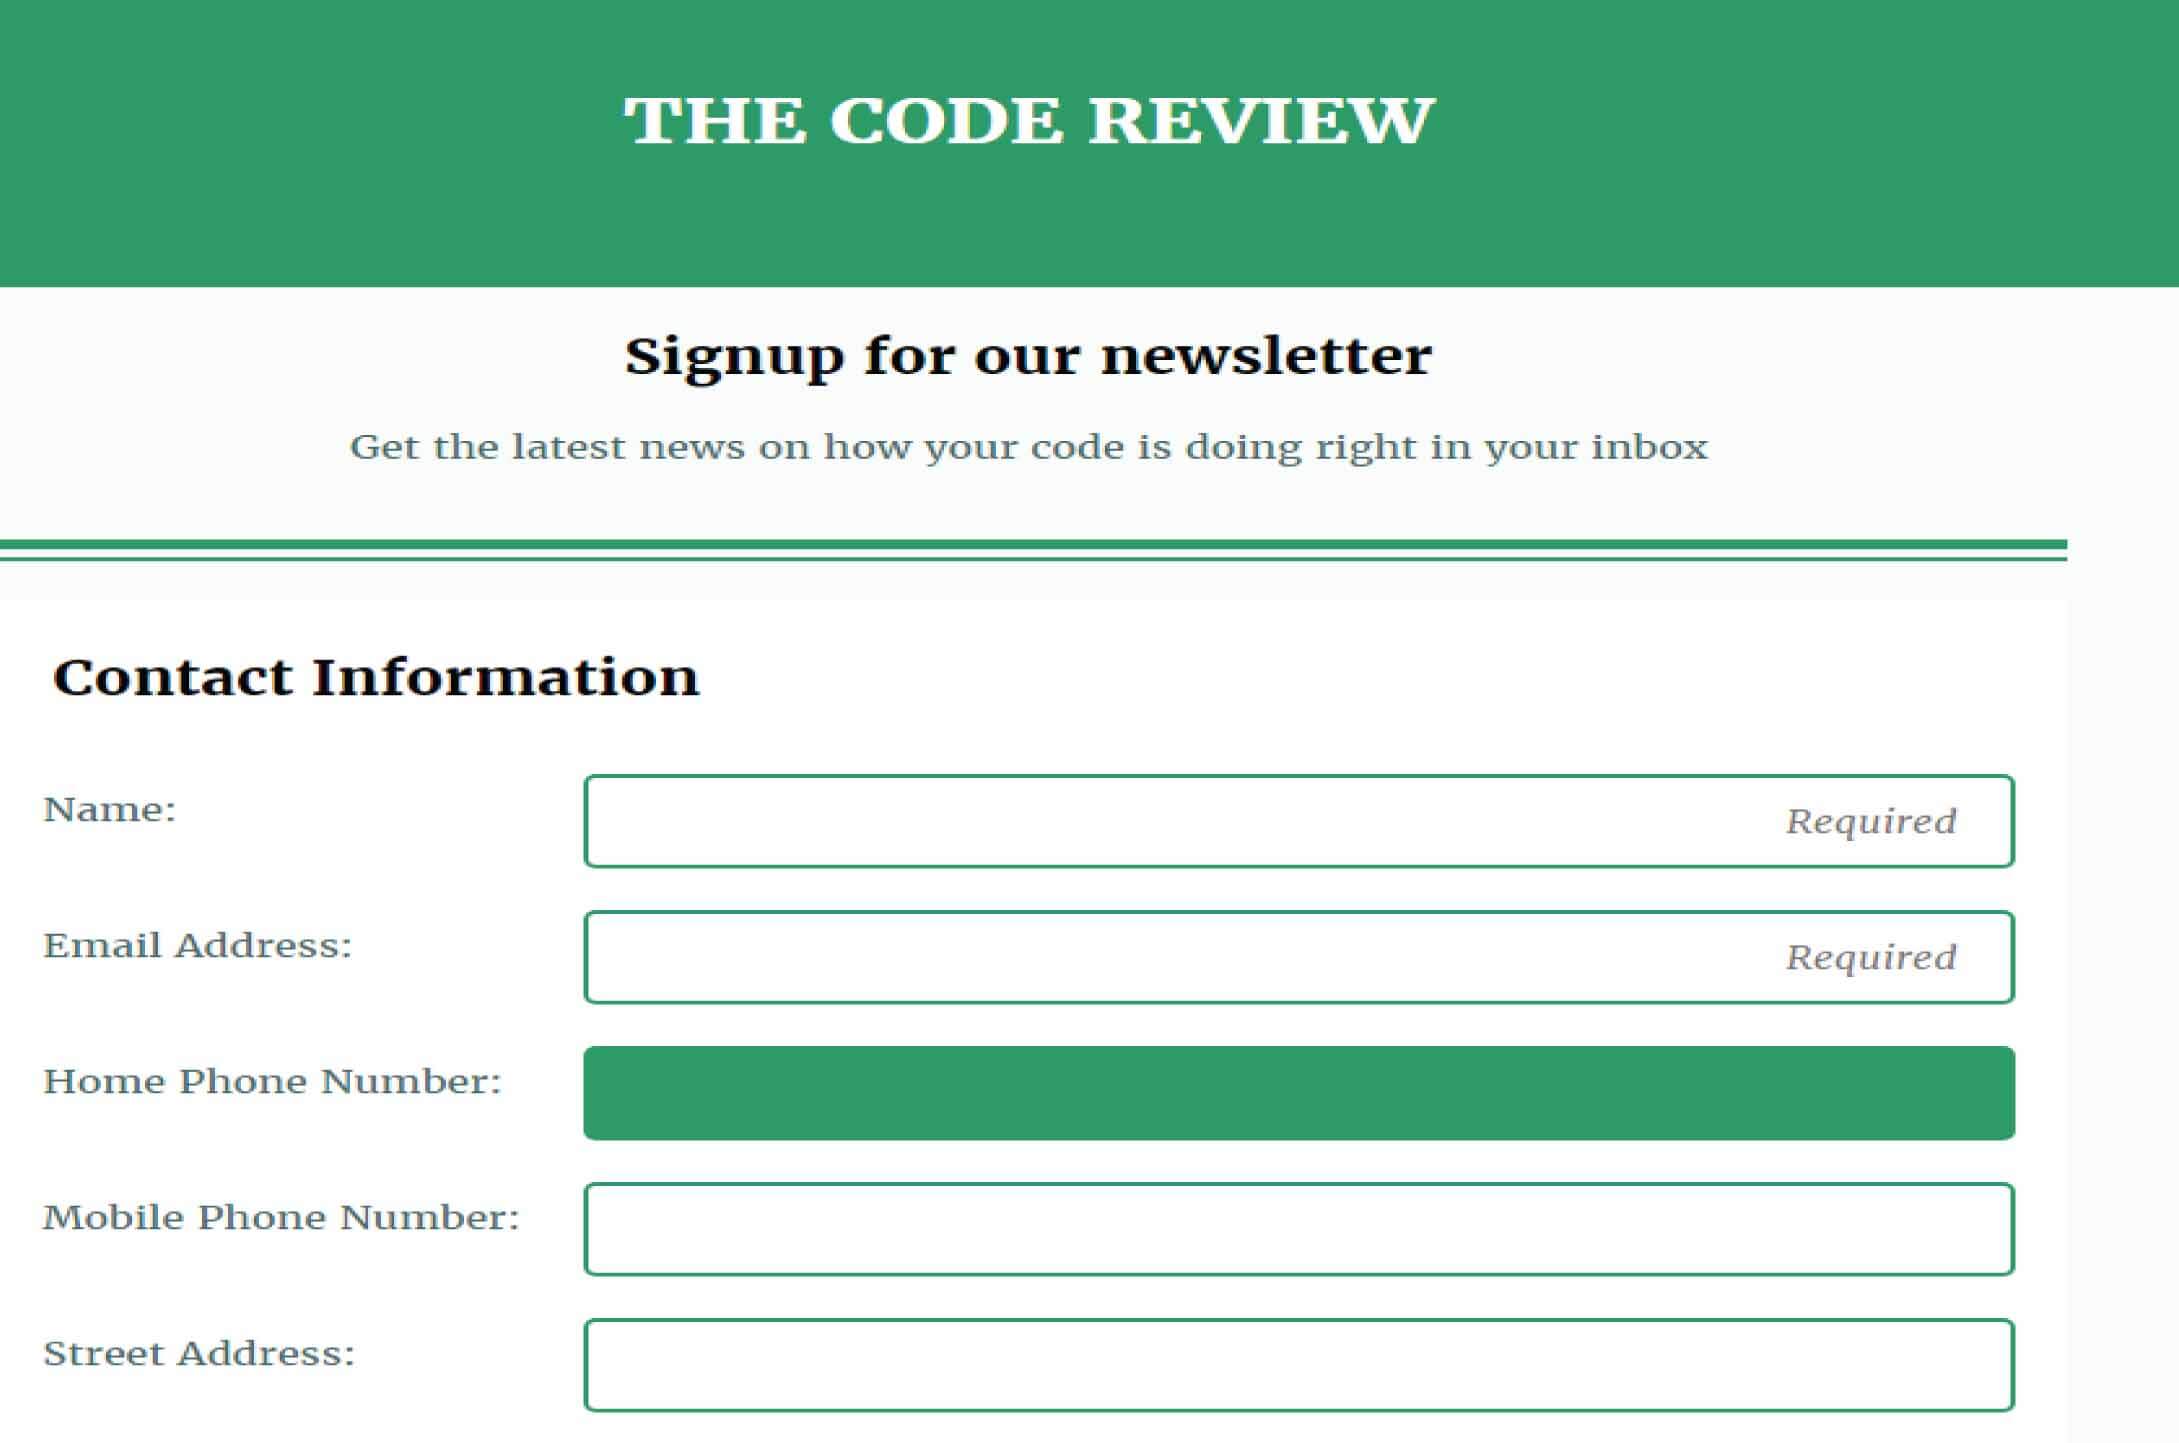 THE CODE REVIEW
Signup for our newsletter
Get the latest news on how your code is doing right in your inbox
Contact Information
Name:
Required
Email Address:
Required
Home Phone Number:
Mobile Phone Number:
Street Address: